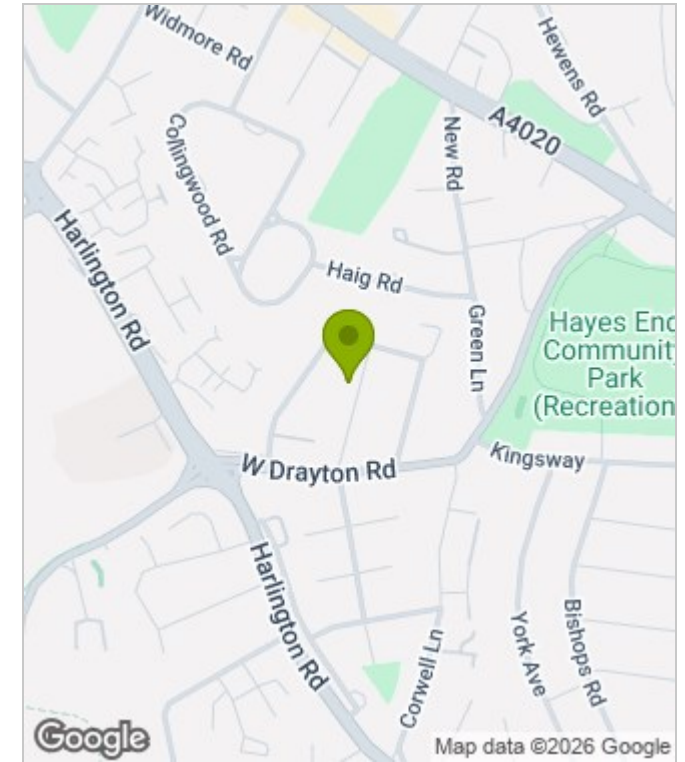 Widmore Rd
Hewens Rd
A4020
New Rd
Collingwood Rd
Harlington Rd
Haig Rd
Green Ln
Hayes End
Community
Park
(Recreation
W Drayton Rd
Kingsway
Harlington Rd
Corwell Ln
York Ave
Bishops Rd
Google
Map data ©2026 Google